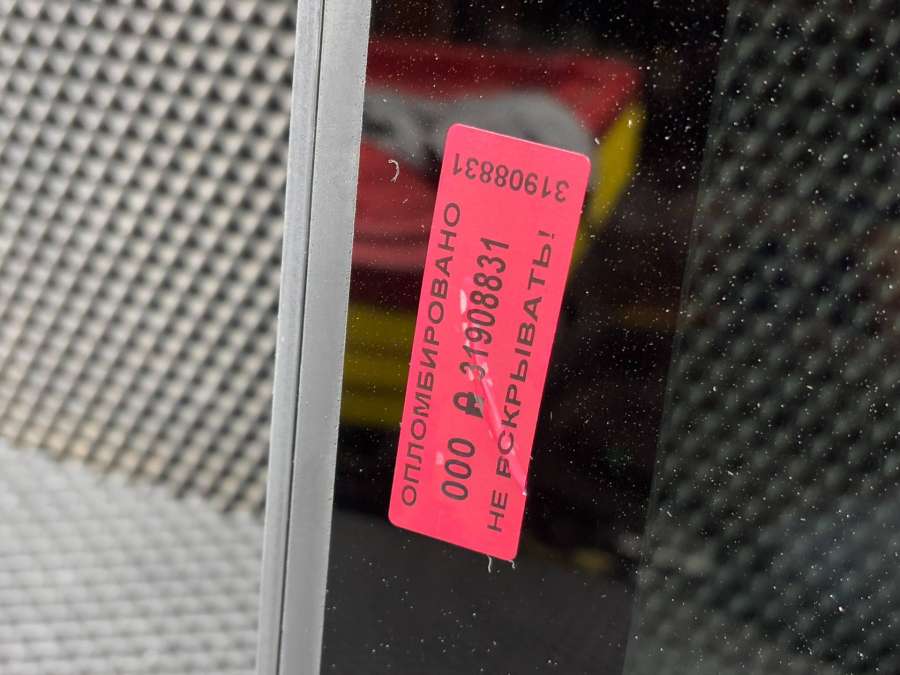 ОПЛОМБИРОВАНО
000 А 31908831
НЕ ВСКРЫВАТЬ!
31908831